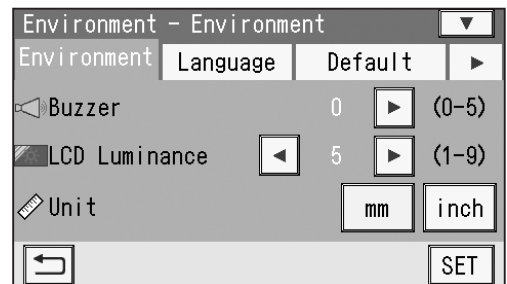 Environment - Environment ▼
Environment Language Default ▶
Buzzer 0 ▶ (0-5)
LCD Luminance ◀ 5 ▶ (1-9)
Unit mm inch
SET